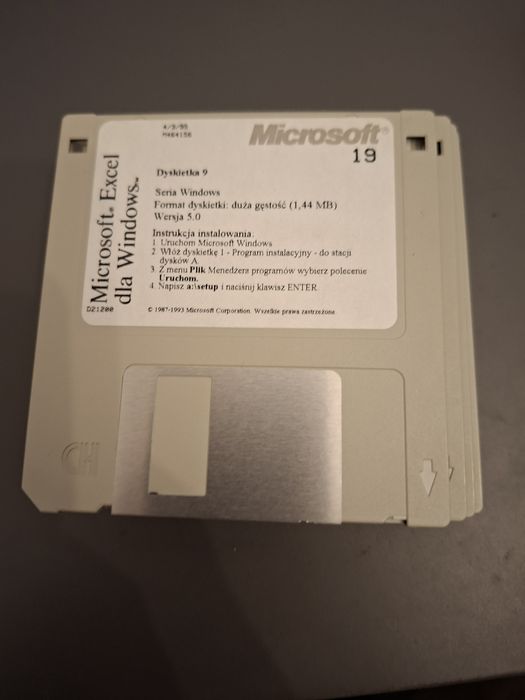 4/3/95
M464156
Microsoft®
19
Microsoft® Excel
dla Windows™
Dyskietka 9
Seria Windows
Format dyskietki: duża gęstość (1,44 MB)
Wersja 5.0
Instrukcja instalowania:
1. Uruchom Microsoft Windows
2. Włóż dyskietkę 1 - Program instalacyjny - do stacji
dysków A.
3. Z menu Plik Menedżera programów wybierz polecenie
Uruchom.
4. Napisz a:\setup i naciśnij klawisz ENTER.
D21200
© 1987-1993 Microsoft Corporation. Wszelkie prawa zastrzeżone.
CH